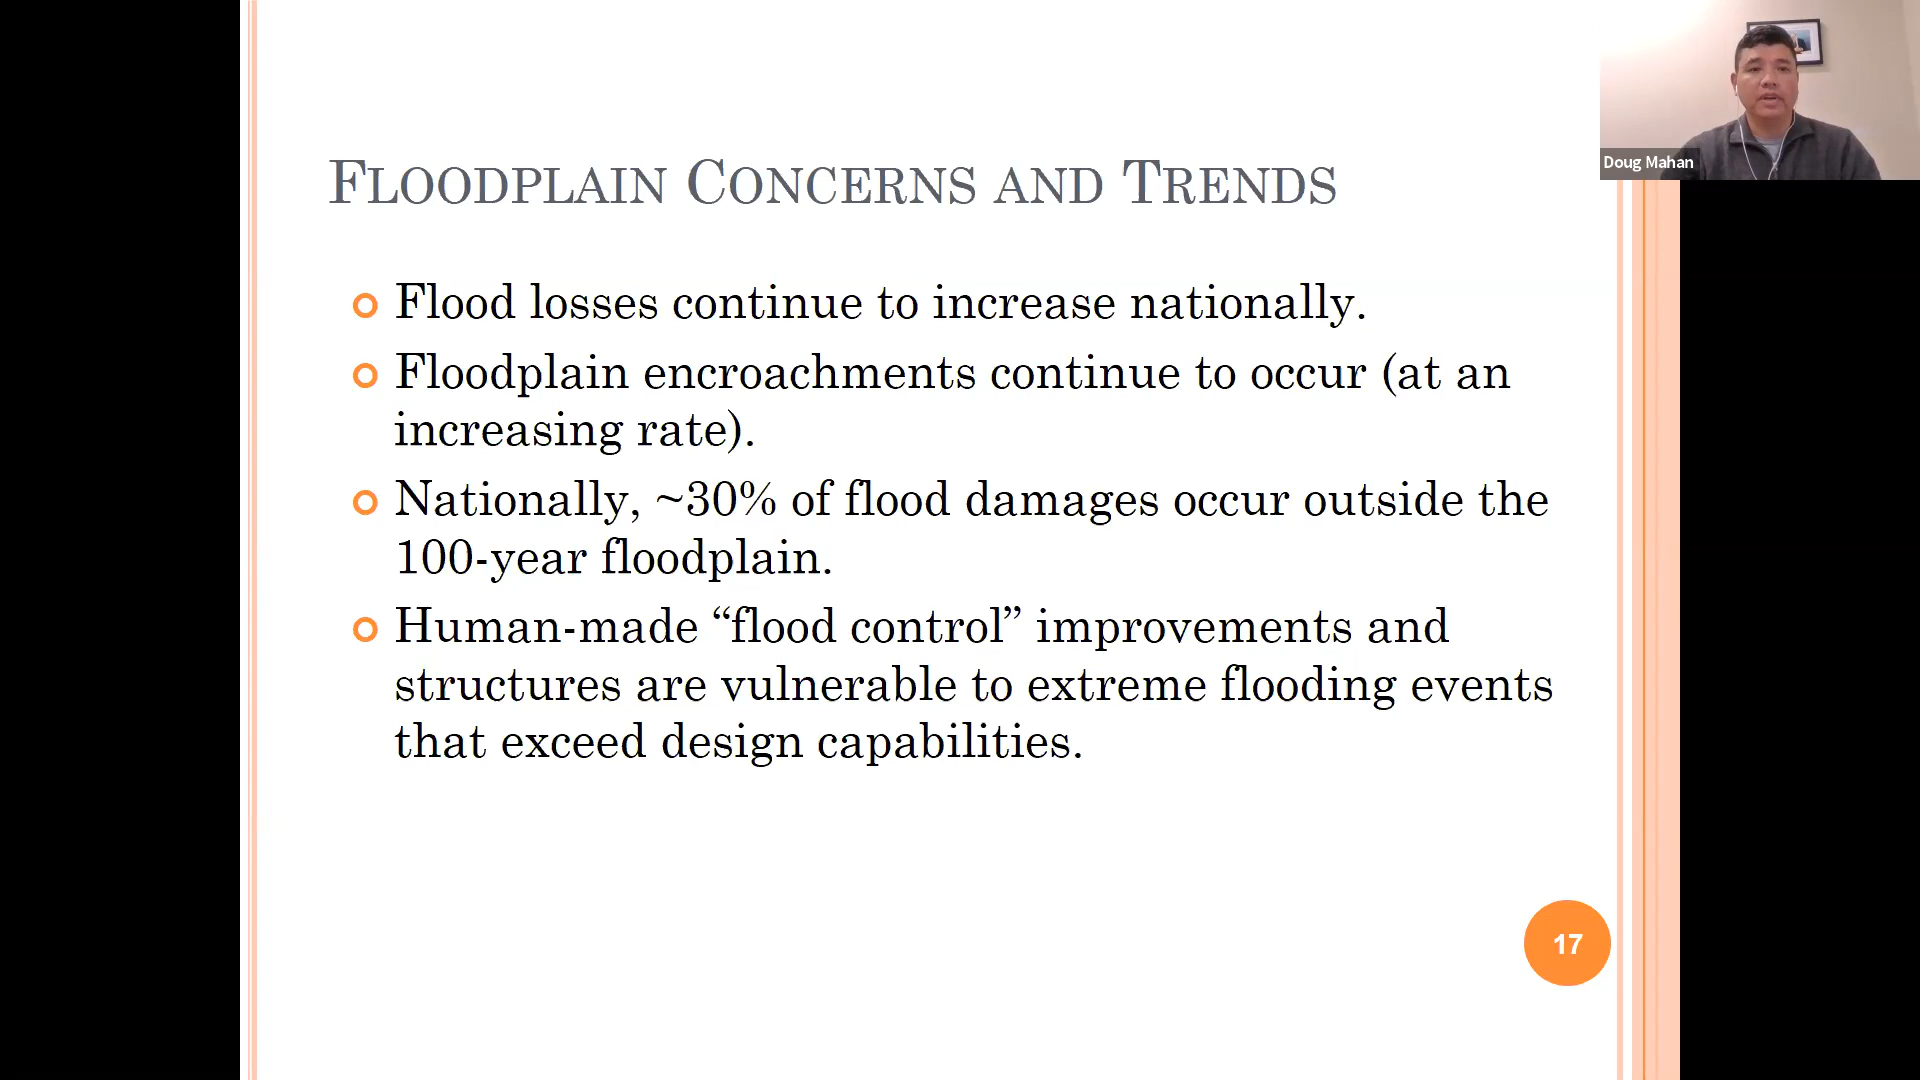 Doug Mahan
FLOODPLAIN CONCERNS AND TRENDS
Flood losses continue to increase nationally.
Floodplain encroachments continue to occur (at an
increasing rate).
Nationally, ~30% of flood damages occur outside the
100-year floodplain.
Human-made “flood control” improvements and
structures are vulnerable to extreme flooding events
that exceed design capabilities.
17